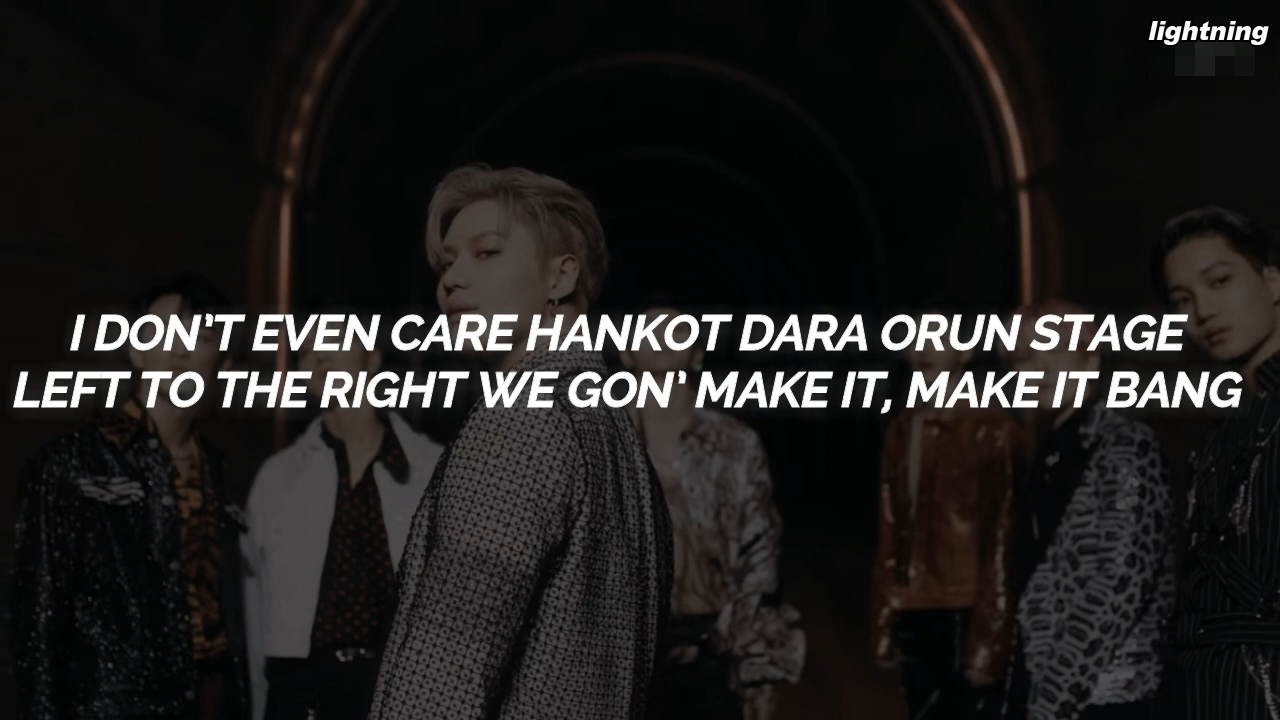 lightning
I DON'T EVEN CARE HANKOT DARA ORUN STAGE
LEFT TO THE RIGHT WE GON' MAKE IT, MAKE IT BANG